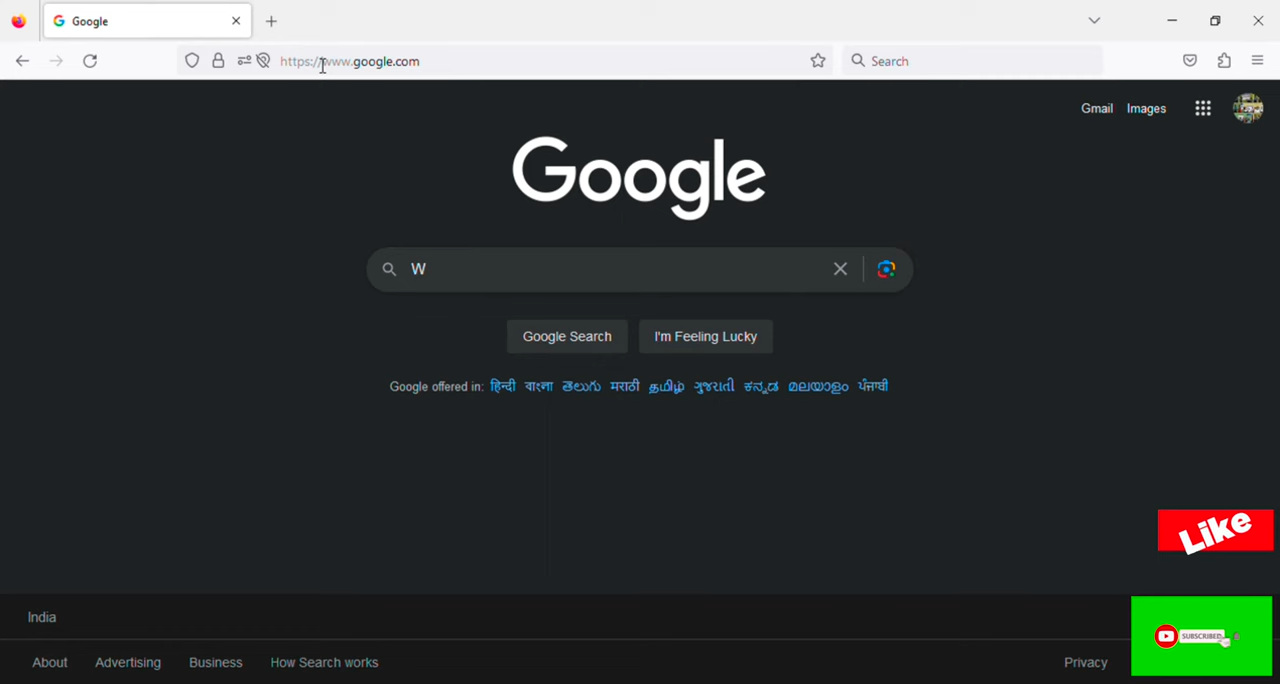 Google
https://www.google.com
Search
Gmail Images
Google
W
Google Search I'm Feeling Lucky
Google offered in: हिन्दी বাংলা తెలుగు मराठी தமிழ் ગુજરાતી ಕನ್ನಡ മലയാളം ਪੰਜਾਬੀ
Like
India
SUBSCRIBED
About Advertising Business How Search works Privacy